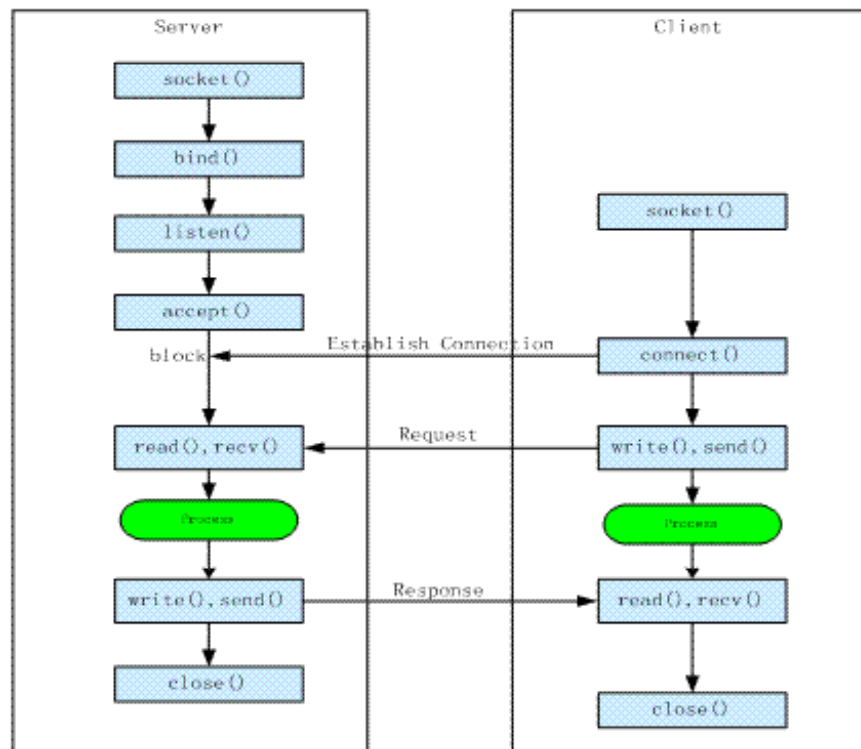 Server
socket()
bind()
listen()
accept()
block
read(),recv()
Process
write(),send()
close()
Establish Connection
Request
Response
Client
socket()
connect()
write(),send()
Process
read(),recv()
close()